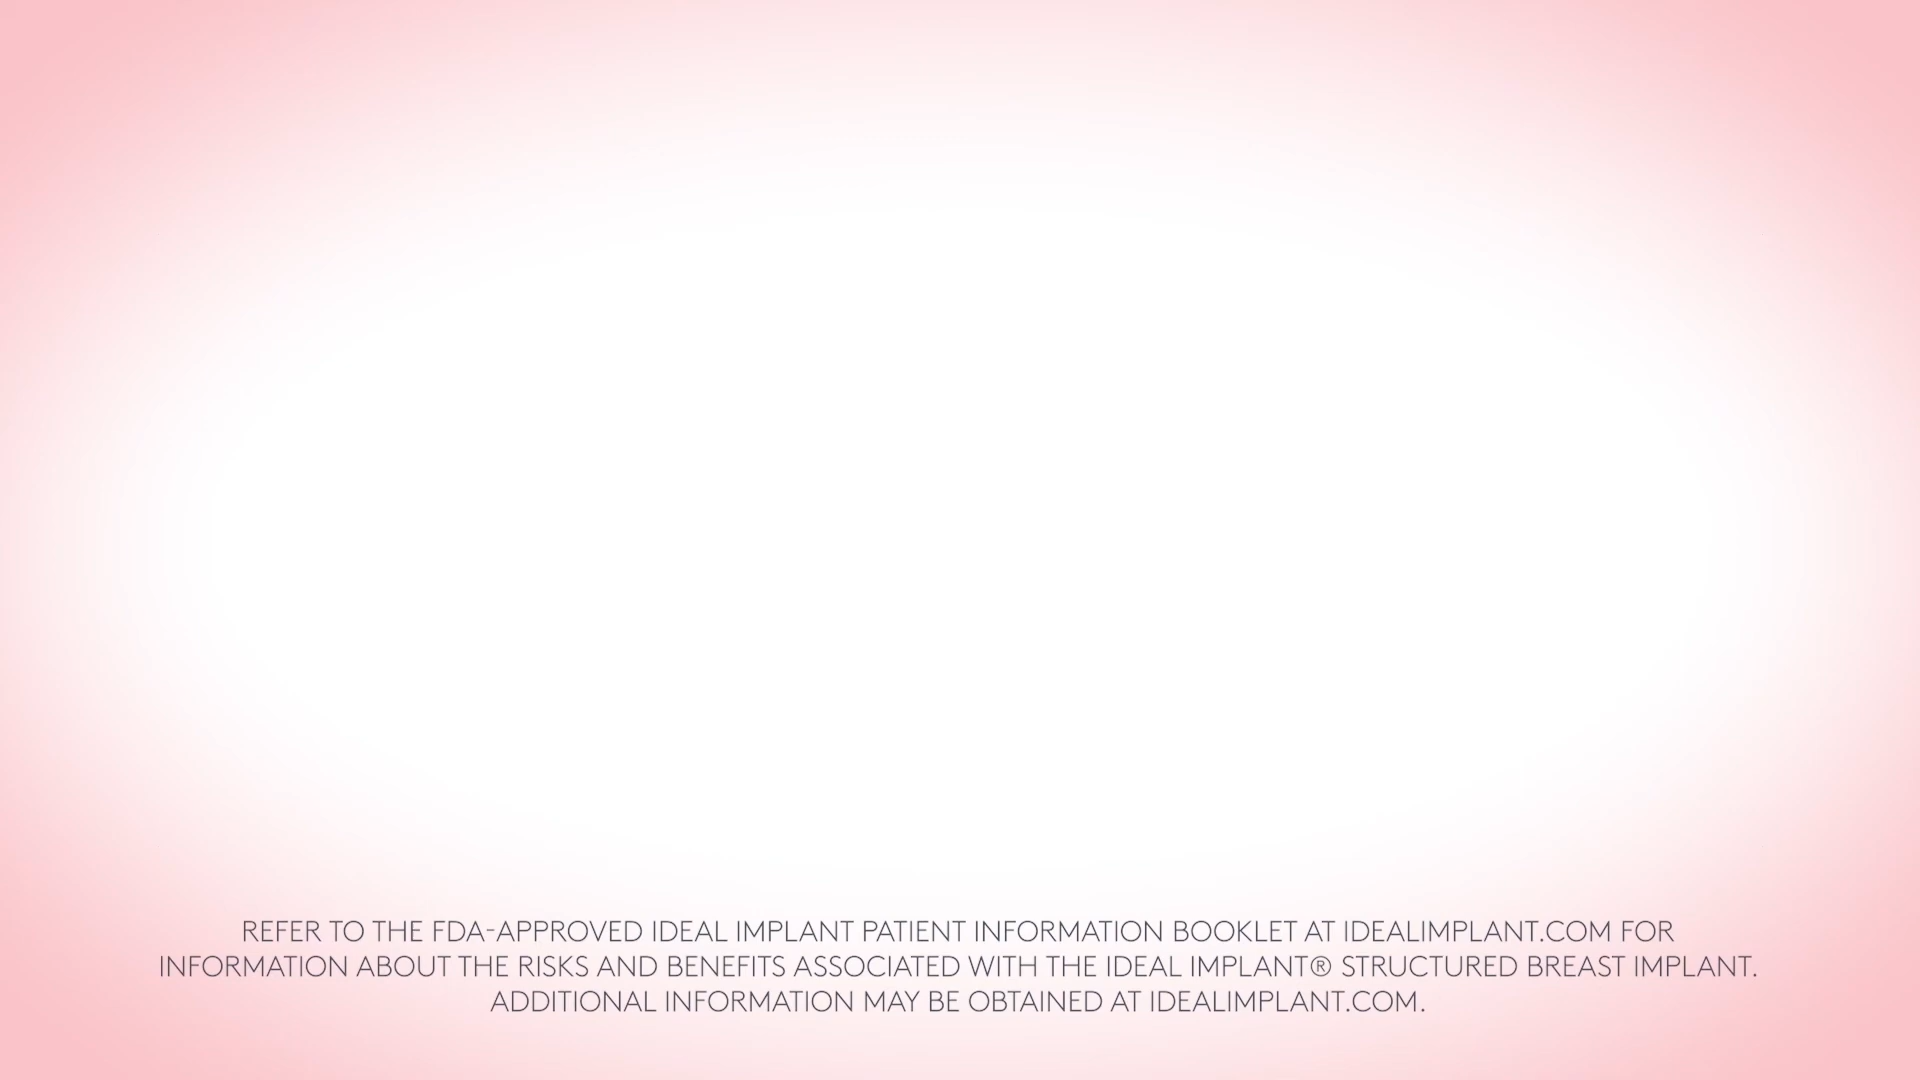 REFER TO THE FDA-APPROVED IDEAL IMPLANT PATIENT INFORMATION BOOKLET AT IDEALIMPLANT.COM FOR
INFORMATION ABOUT THE RISKS AND BENEFITS ASSOCIATED WITH THE IDEAL IMPLANT® STRUCTURED BREAST IMPLANT.
ADDITIONAL INFORMATION MAY BE OBTAINED AT IDEALIMPLANT.COM.